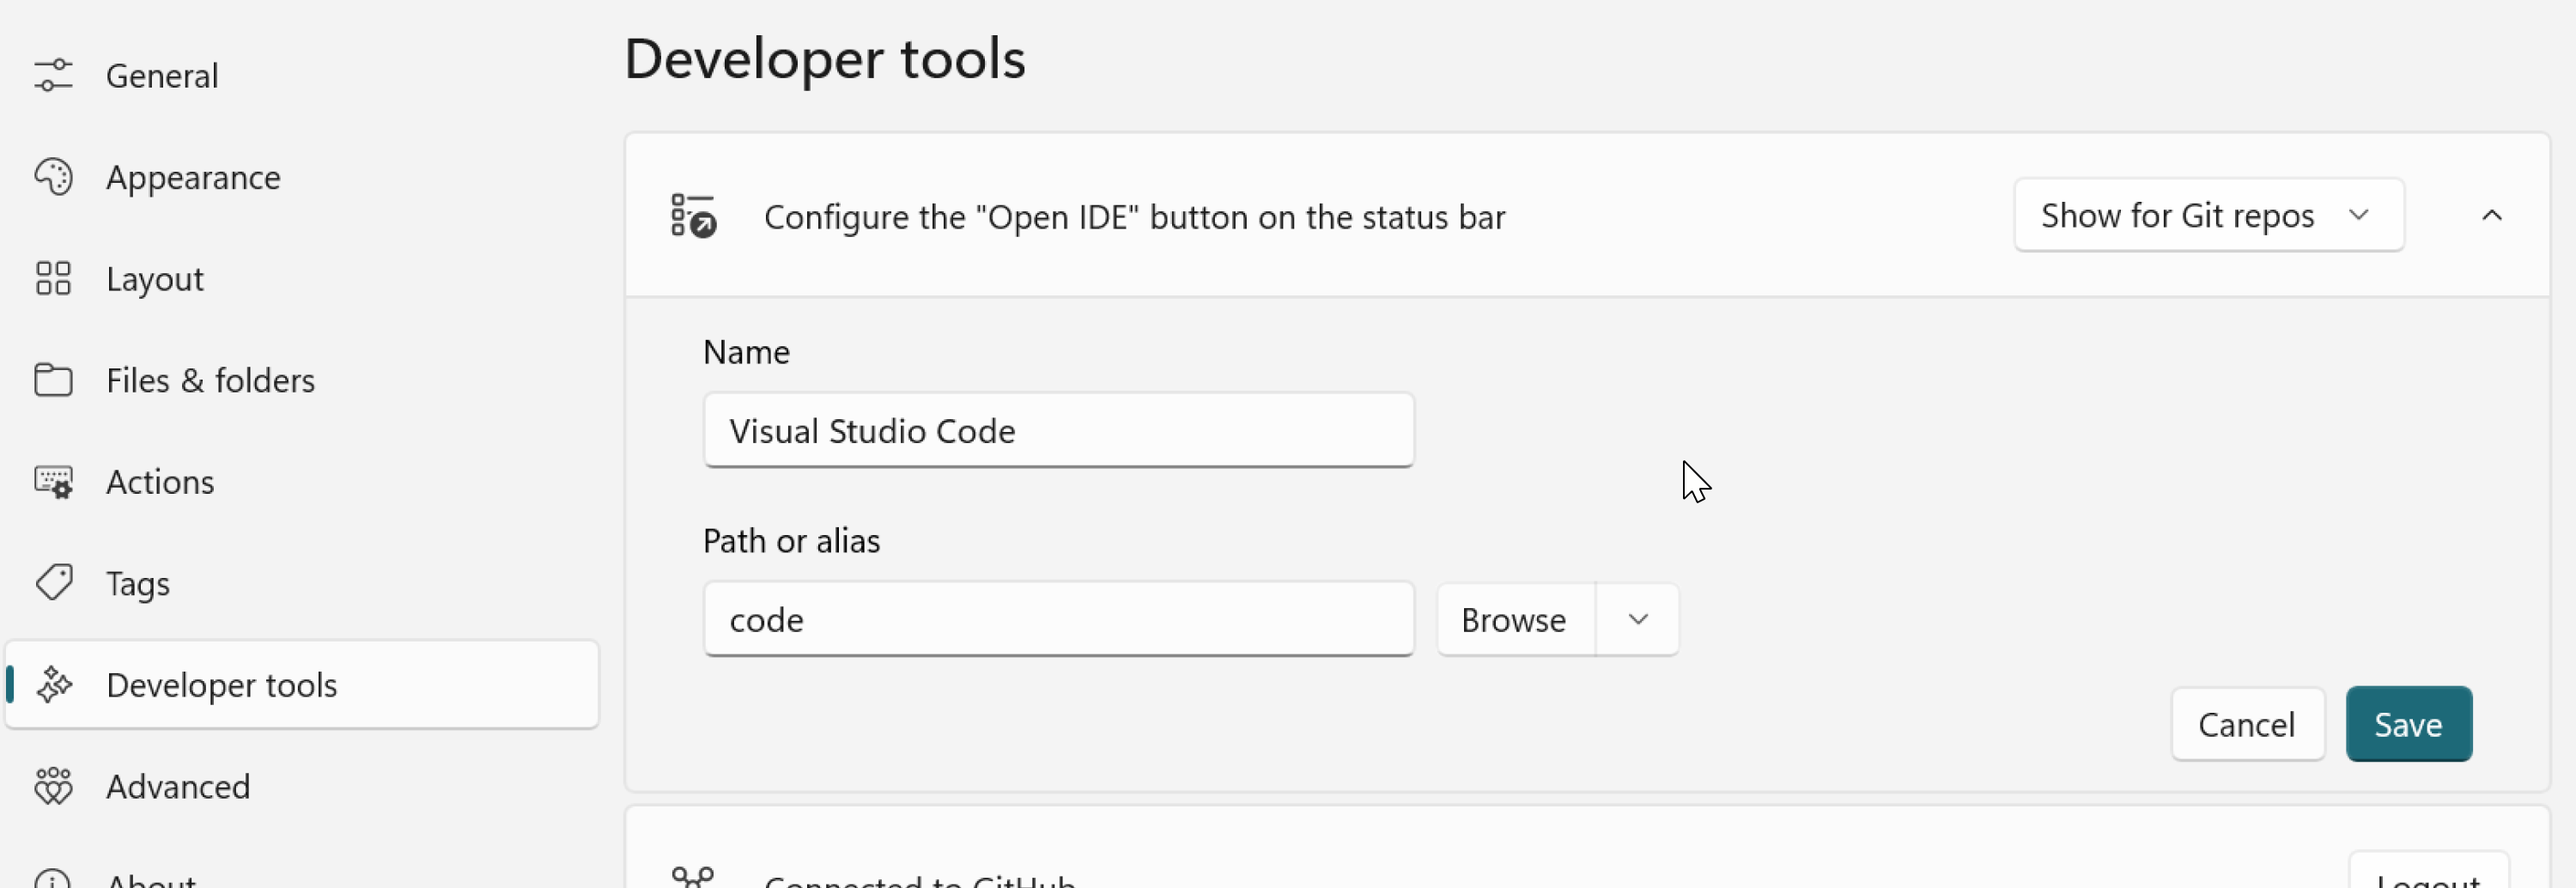 General
Appearance
Layout
Files & folders
Actions
Tags
Developer tools
Advanced
About
Developer tools
Configure the "Open IDE" button on the status bar
Show for Git repos
Name
Visual Studio Code
Path or alias
code
Browse
Cancel
Save
Connected to GitHub
Logout